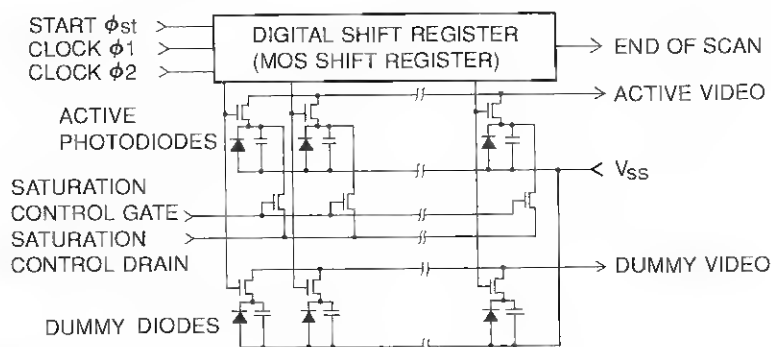 START ϕst
CLOCK ϕ1
CLOCK ϕ2
DIGITAL SHIFT REGISTER
(MOS SHIFT REGISTER)
END OF SCAN
ACTIVE VIDEO
ACTIVE
PHOTODIODES
VSS
SATURATION
CONTROL GATE
SATURATION
CONTROL DRAIN
DUMMY VIDEO
DUMMY DIODES